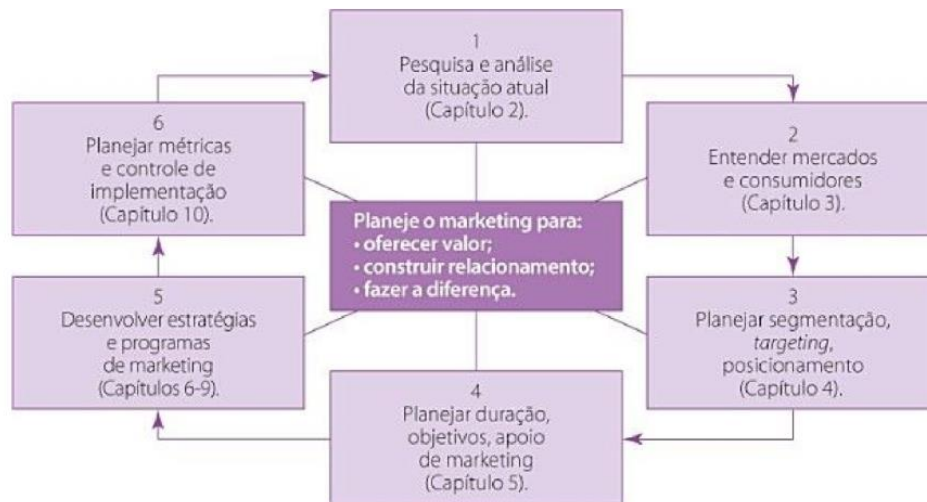 1
Pesquisa e análise
da situação atual
(Capítulo 2).
2
Entender mercados
e consumidores
(Capítulo 3).
3
Planejar segmentação,
targeting,
posicionamento
(Capítulo 4).
4
Planejar duração,
objetivos, apoio
de marketing
(Capítulo 5).
5
Desenvolver estratégias
e programas
de marketing
(Capítulos 6-9).
6
Planejar métricas
e controle de
implementação
(Capítulo 10).
Planeje o marketing para:
• oferecer valor;
• construir relacionamento;
• fazer a diferença.